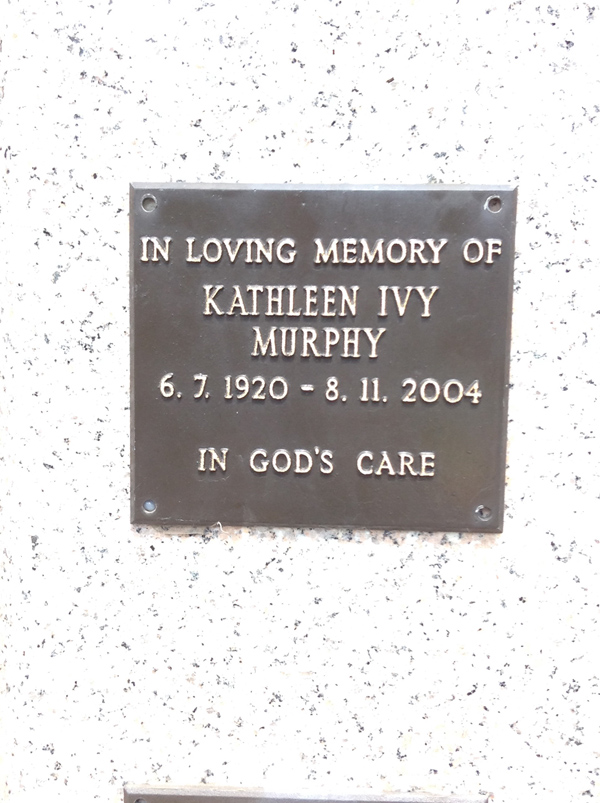 IN LOVING MEMORY OF
KATHLEEN IVY
MURPHY
6. 7. 1920 - 8. 11. 2004
IN GOD'S CARE